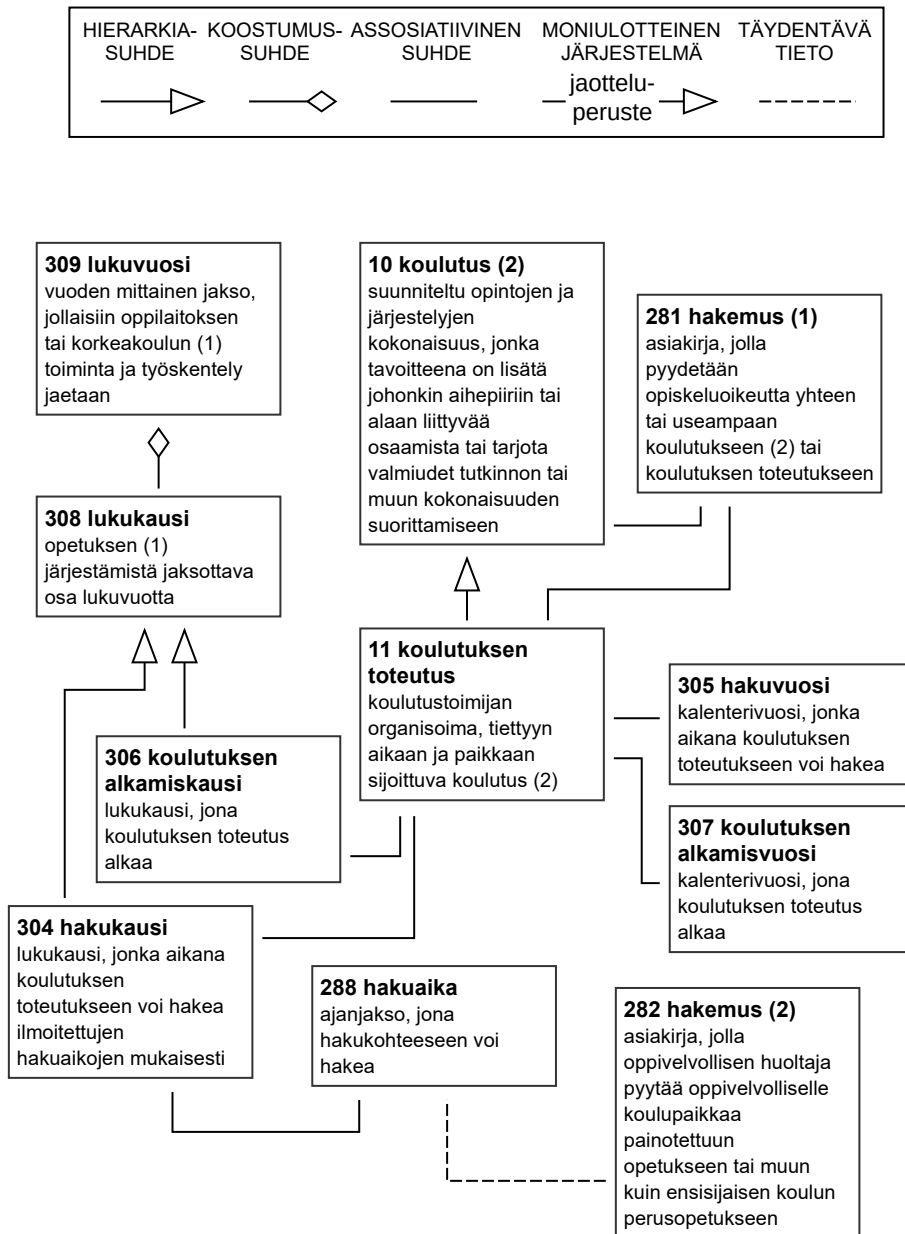 HIERARKIA-
SUHDE
KOOSTUMUS-
SUHDE
ASSOSIATIIVINEN
SUHDE
MONIULOTTEINEN
JÄRJESTELMÄ
jaottelu-
peruste
TÄYDENTÄVÄ
TIETO
309 lukuvuosi
vuoden mittainen jakso,
jollaisiin oppilaitoksen
tai korkeakoulun (1)
toiminta ja työskentely
jaetaan
10 koulutus (2)
suunniteltu opintojen ja
järjestelyjen
kokonaisuus, jonka
tavoitteena on lisätä
johonkin aihepiiriin tai
alaan liittyvää
osaamista tai tarjota
valmiudet tutkinnon tai
muun kokonaisuuden
suorittamiseen
281 hakemus (1)
asiakirja, jolla
pyydetään
opiskeluoikeutta yhteen
tai useampaan
koulutukseen (2) tai
koulutuksen toteutukseen
308 lukukausi
opetuksen (1)
järjestämistä jaksottava
osa lukuvuotta
11 koulutuksen
toteutus
koulutustoimijan
organisoima, tiettyyn
aikaan ja paikkaan
sijoittuva koulutus (2)
305 hakuvuosi
kalenterivuosi, jonka
aikana koulutuksen
toteutukseen voi hakea
306 koulutuksen
alkamiskausi
lukukausi, jona
koulutuksen toteutus
alkaa
307 koulutuksen
alkamisvuosi
kalenterivuosi, jona
koulutuksen toteutus
alkaa
304 hakukausi
lukukausi, jonka aikana
koulutuksen
toteutukseen voi hakea
ilmoitettujen
hakuaikojen mukaisesti
288 hakuaika
ajanjakso, jona
hakukohteeseen voi
hakea
282 hakemus (2)
asiakirja, jolla
oppivelvollisen huoltaja
pyytää oppivelvolliselle
koulupaikkaa
painotettuun
opetukseen tai muun
kuin ensisijaisen koulun
perusopetukseen